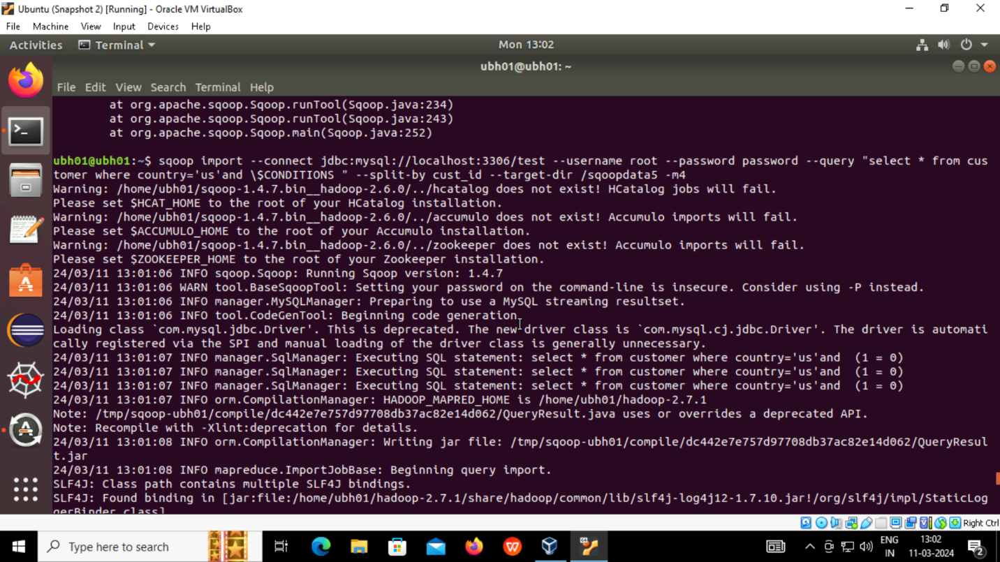 Ubuntu (Snapshot 2) [Running] - Oracle VM VirtualBox
File Machine View Input Devices Help
Activities Terminal Mon 13:02
ubh01@ubh01: ~
File Edit View Search Terminal Help
at org.apache.sqoop.Sqoop.runTool(Sqoop.java:234)
at org.apache.sqoop.Sqoop.runTool(Sqoop.java:243)
at org.apache.sqoop.Sqoop.main(Sqoop.java:252)
ubh01@ubh01:~$ sqoop import --connect jdbc:mysql://localhost:3306/test --username root --password password --query "select * from cus
tomer where country='us'and \$CONDITIONS " --split-by cust_id --target-dir /sqoopdata5 -m4
Warning: /home/ubh01/sqoop-1.4.7.bin__hadoop-2.6.0/../hcatalog does not exist! HCatalog jobs will fail.
Please set $HCAT_HOME to the root of your HCatalog installation.
Warning: /home/ubh01/sqoop-1.4.7.bin__hadoop-2.6.0/../accumulo does not exist! Accumulo imports will fail.
Please set $ACCUMULO_HOME to the root of your Accumulo installation.
Warning: /home/ubh01/sqoop-1.4.7.bin__hadoop-2.6.0/../zookeeper does not exist! Accumulo imports will fail.
Please set $ZOOKEEPER_HOME to the root of your Zookeeper installation.
24/03/11 13:01:06 INFO sqoop.Sqoop: Running Sqoop version: 1.4.7
24/03/11 13:01:06 WARN tool.BaseSqoopTool: Setting your password on the command-line is insecure. Consider using -P instead.
24/03/11 13:01:06 INFO manager.MySQLManager: Preparing to use a MySQL streaming resultset.
24/03/11 13:01:06 INFO tool.CodeGenTool: Beginning code generation
Loading class `com.mysql.jdbc.Driver'. This is deprecated. The new driver class is `com.mysql.cj.jdbc.Driver'. The driver is automati
cally registered via the SPI and manual loading of the driver class is generally unnecessary.
24/03/11 13:01:07 INFO manager.SqlManager: Executing SQL statement: select * from customer where country='us'and  (1 = 0)
24/03/11 13:01:07 INFO manager.SqlManager: Executing SQL statement: select * from customer where country='us'and  (1 = 0)
24/03/11 13:01:07 INFO manager.SqlManager: Executing SQL statement: select * from customer where country='us'and  (1 = 0)
24/03/11 13:01:07 INFO orm.CompilationManager: HADOOP_MAPRED_HOME is /home/ubh01/hadoop-2.7.1
Note: /tmp/sqoop-ubh01/compile/dc442e7e757d97708db37ac82e14d062/QueryResult.java uses or overrides a deprecated API.
Note: Recompile with -Xlint:deprecation for details.
24/03/11 13:01:08 INFO orm.CompilationManager: Writing jar file: /tmp/sqoop-ubh01/compile/dc442e7e757d97708db37ac82e14d062/QueryResul
t.jar
24/03/11 13:01:08 INFO mapreduce.ImportJobBase: Beginning query import.
SLF4J: Class path contains multiple SLF4J bindings.
SLF4J: Found binding in [jar:file:/home/ubh01/hadoop-2.7.1/share/hadoop/common/lib/slf4j-log4j12-1.7.10.jar!/org/slf4j/impl/StaticLog
gerBinder.class]
Right Ctrl
Type here to search
ENG
IN
13:02
11-03-2024
2